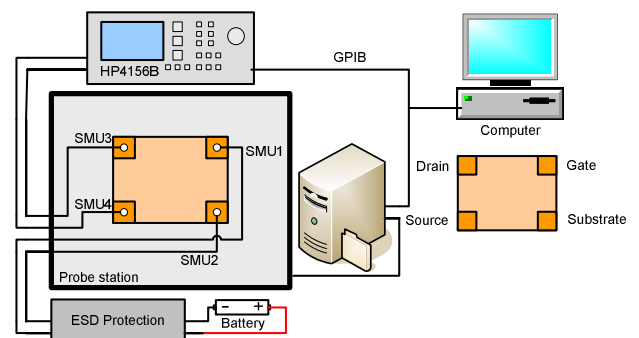 HP4156B
GPIB
Computer
SMU3
SMU1
SMU4
SMU2
Probe station
Drain
Gate
Source
Substrate
ESD Protection
Battery
- +